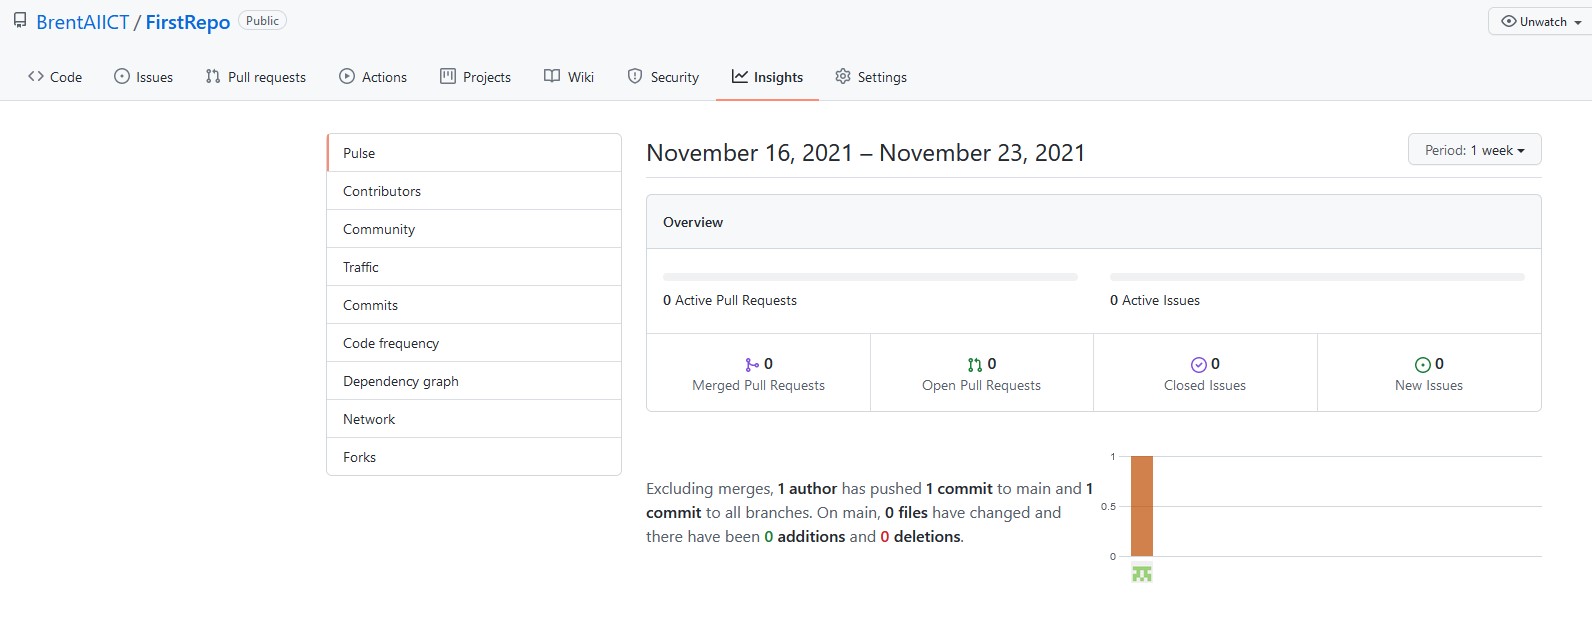 BrentAIICT / FirstRepo Public
Unwatch
Code Issues Pull requests Actions Projects Wiki Security Insights Settings
Pulse
Contributors
Community
Traffic
Commits
Code frequency
Dependency graph
Network
Forks
November 16, 2021 – November 23, 2021
Period: 1 week
Overview
0 Active Pull Requests
0 Active Issues
0
Merged Pull Requests
0
Open Pull Requests
0
Closed Issues
0
New Issues
Excluding merges, 1 author has pushed 1 commit to main and 1
commit to all branches. On main, 0 files have changed and
there have been 0 additions and 0 deletions.
1
0.5
0